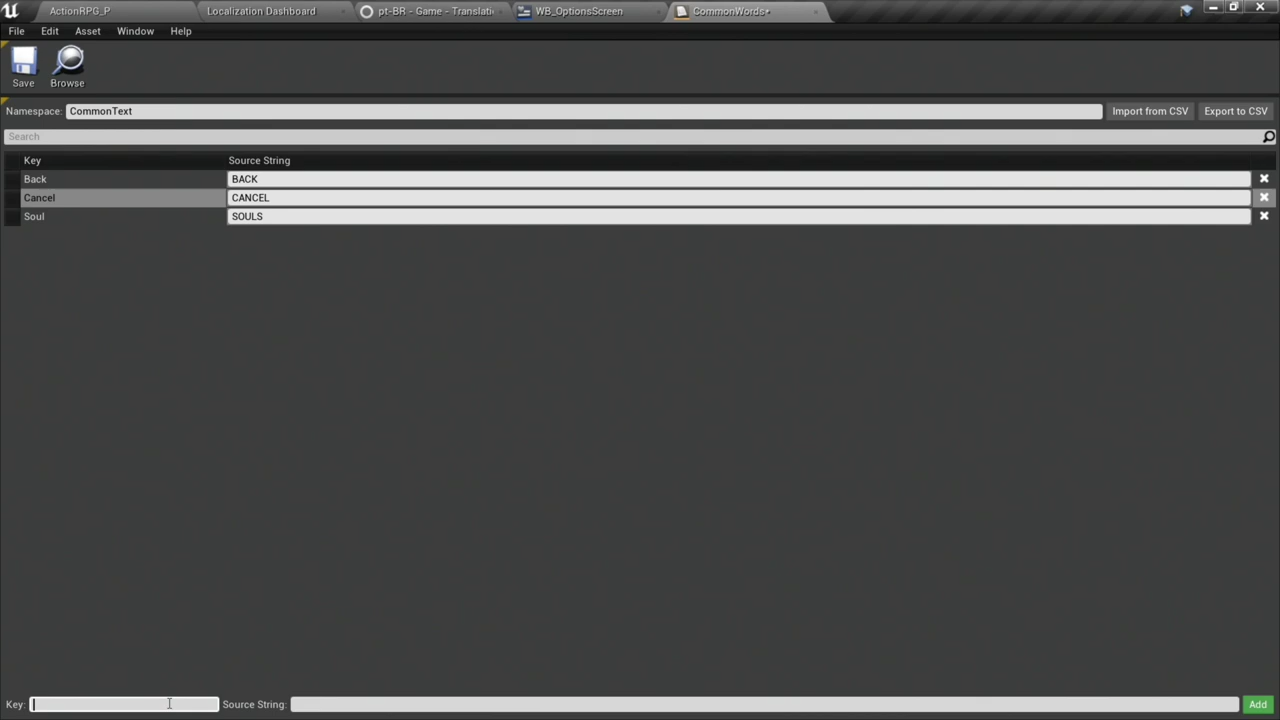 ActionRPG_P
Localization Dashboard
pt-BR - Game - Translati
WB_OptionsScreen
CommonWords*
File Edit Asset Window Help
Save Browse
Namespace: CommonText Import from CSV Export to CSV
Search
Key Source String
Back BACK
Cancel CANCEL
Soul SOULS
Key: Source String: Add